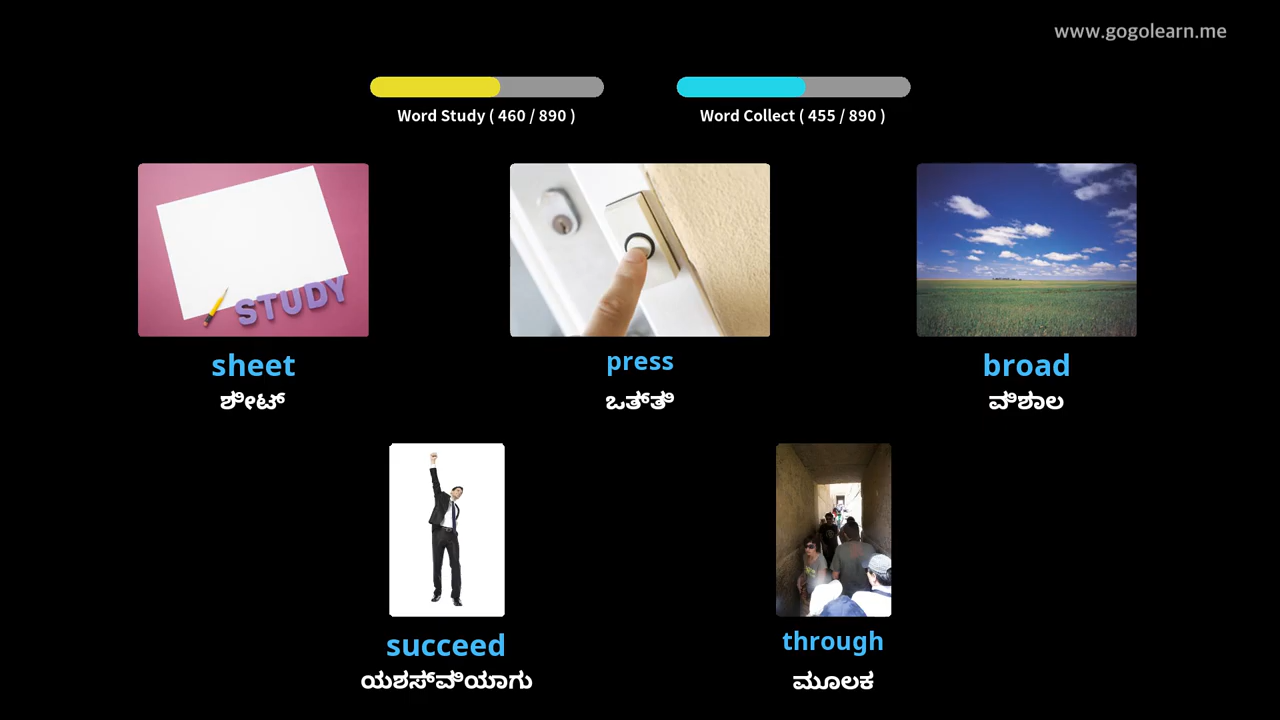 www.gogolearn.me
Word Study ( 460 / 890 )
Word Collect ( 455 / 890 )
STUDY
sheet
ಶೀಟ್
press
ಒತ್ತಿ
broad
ವಿಶಾಲ
succeed
ಯಶಸ್ವಿಯಾಗು
through
ಮೂಲಕ